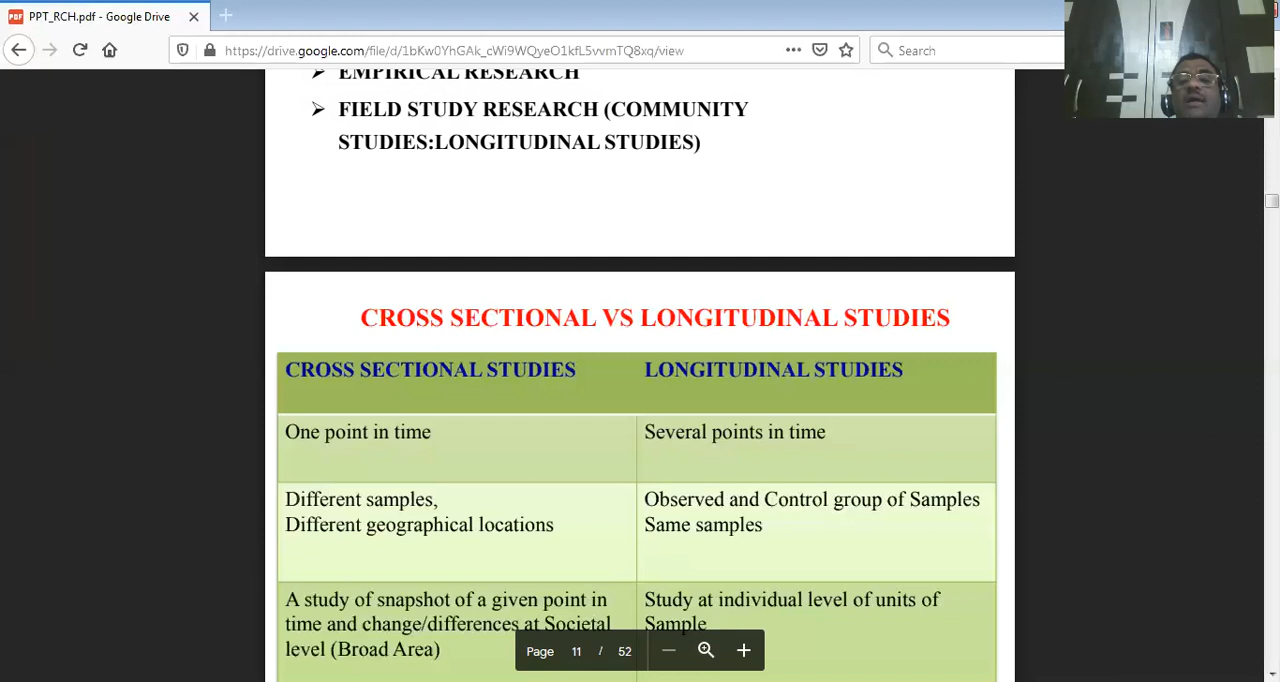 PPT_RCH.pdf - Google Drive
https://drive.google.com/file/d/1bKw0YhGAk_cWi9WQyeO1kfL5vvmTQ8xq/view
Search
EMPIRICAL RESEARCH
FIELD STUDY RESEARCH (COMMUNITY
STUDIES:LONGITUDINAL STUDIES)
CROSS SECTIONAL VS LONGITUDINAL STUDIES
CROSS SECTIONAL STUDIES
LONGITUDINAL STUDIES
One point in time
Several points in time
Different samples,
Different geographical locations
Observed and Control group of Samples
Same samples
A study of snapshot of a given point in
time and change/differences at Societal
level (Broad Area)
Study at individual level of units of
Sample
Page 11 / 52